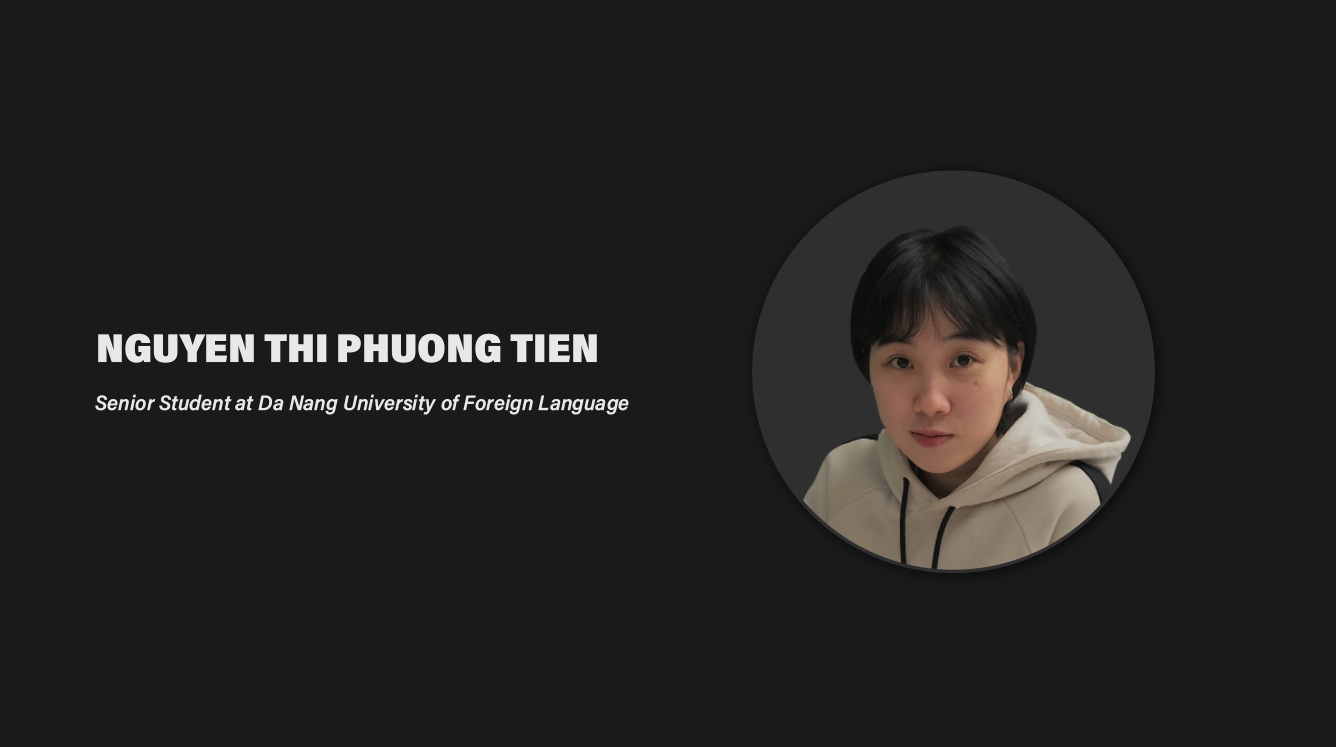 NGUYEN THI PHUONG TIEN
Senior Student at Da Nang University of Foreign Language